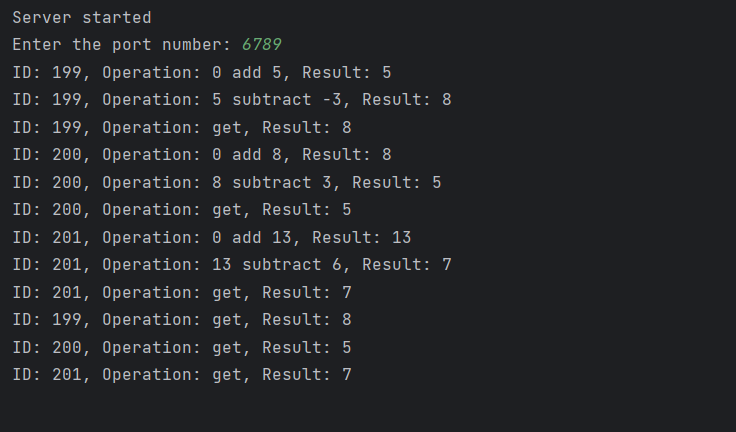 Server started
Enter the port number: 6789
ID: 199, Operation: 0 add 5, Result: 5
ID: 199, Operation: 5 subtract -3, Result: 8
ID: 199, Operation: get, Result: 8
ID: 200, Operation: 0 add 8, Result: 8
ID: 200, Operation: 8 subtract 3, Result: 5
ID: 200, Operation: get, Result: 5
ID: 201, Operation: 0 add 13, Result: 13
ID: 201, Operation: 13 subtract 6, Result: 7
ID: 201, Operation: get, Result: 7
ID: 199, Operation: get, Result: 8
ID: 200, Operation: get, Result: 5
ID: 201, Operation: get, Result: 7